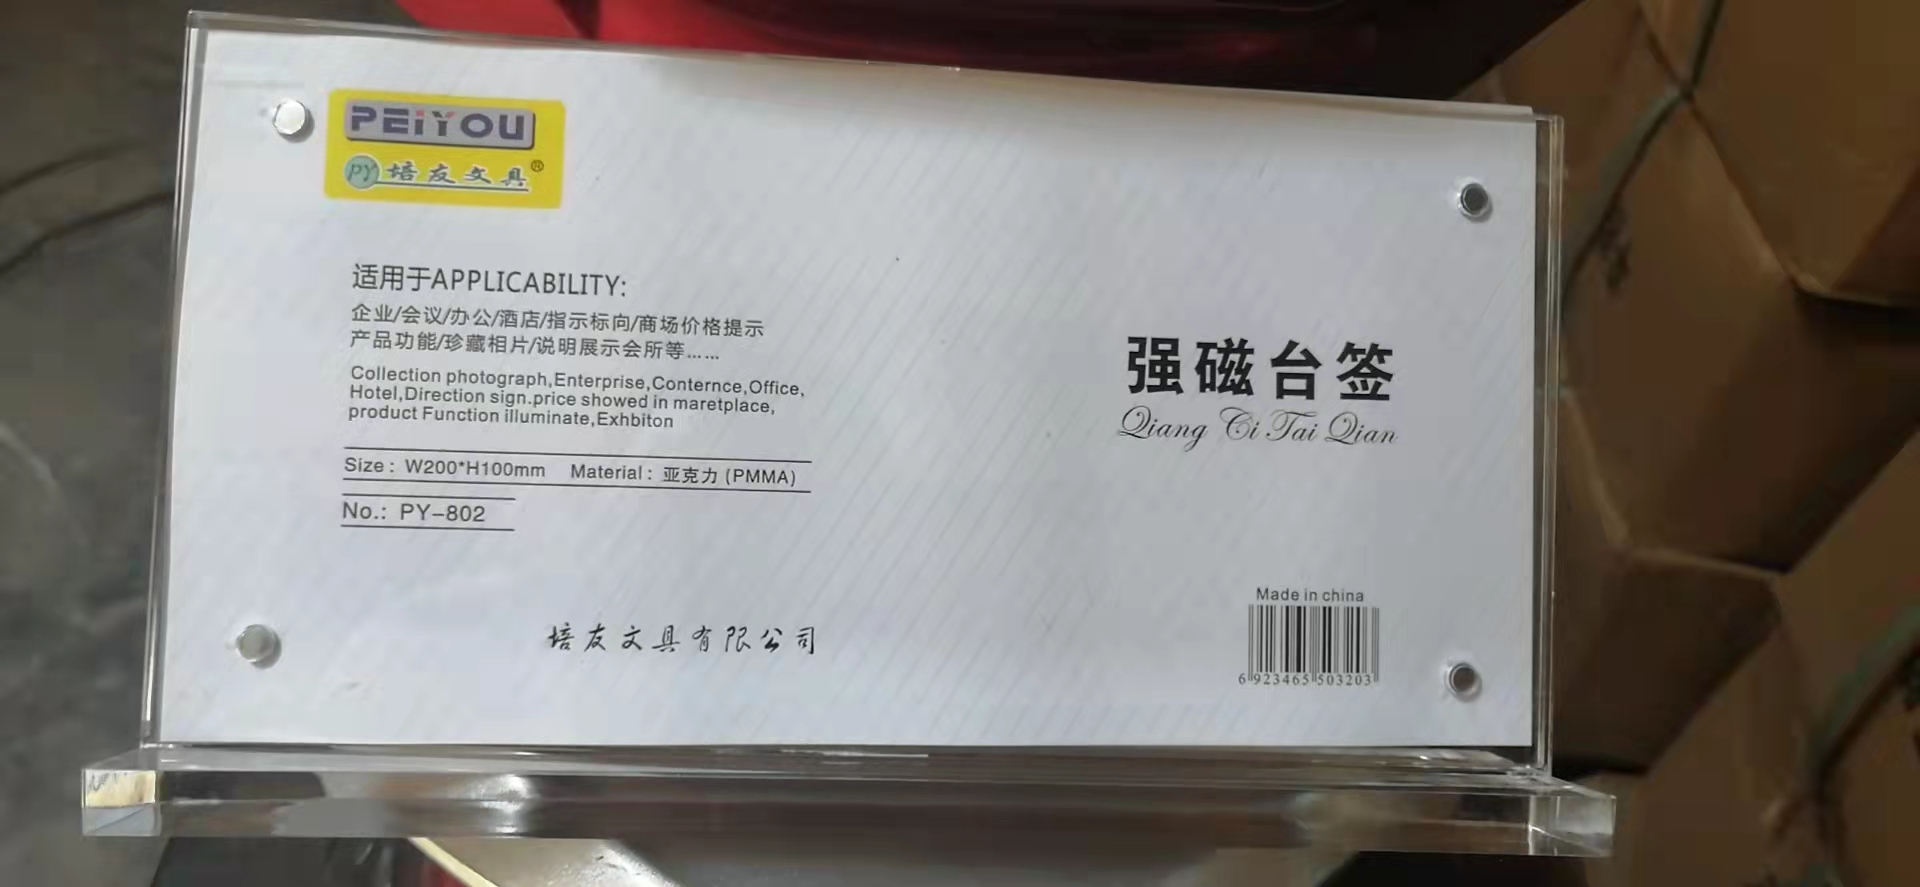 PEiYOU
PY 培友文具®
适用于APPLICABILITY:
企业/会议/办公/酒店/指示标向/商场价格提示
产品功能/珍藏相片/说明展示会所等……
Collection photograph,Enterprise,Conternce,Office,
Hotel,Direction sign.price showed in maretplace,
product Function illuminate,Exhbiton
Size: W200*H100mm Material: 亚克力 (PMMA)
No.: PY-802
强磁台签
Qiang Ci Tai Qian
培友文具有限公司
Made in china
6 923465 503203